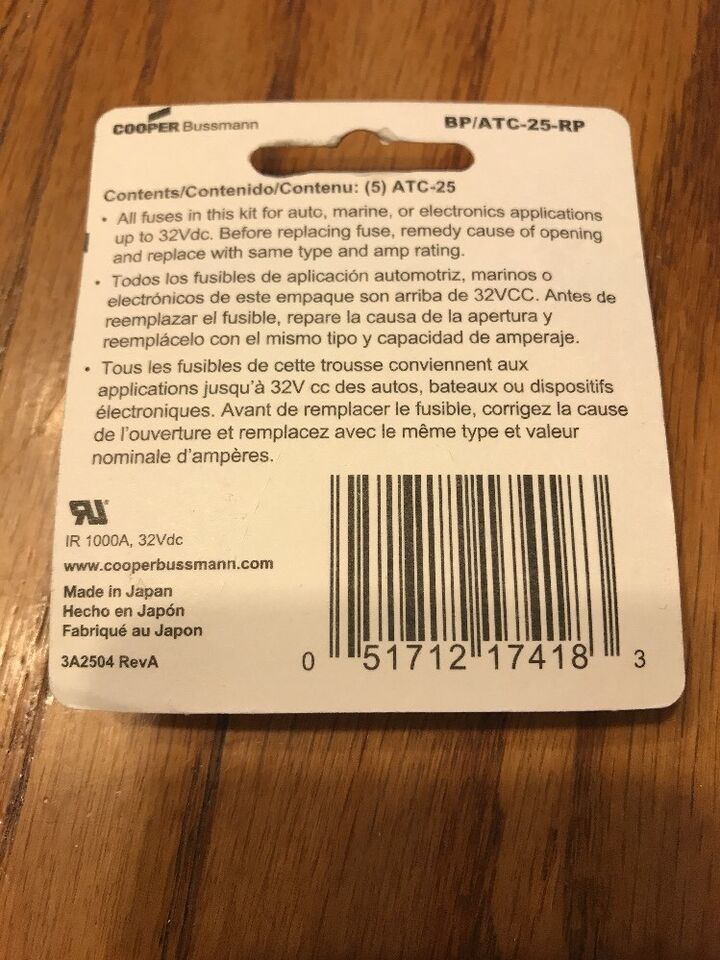 COOPER Bussmann
BP/ATC-25-RP
Contents/Contenido/Contenu: (5) ATC-25
• All fuses in this kit for auto, marine, or electronics applications
up to 32Vdc. Before replacing fuse, remedy cause of opening
and replace with same type and amp rating.
• Todos los fusibles de aplicación automotriz, marinos o
electrónicos de este empaque son arriba de 32VCC. Antes de
reemplazar el fusible, repare la causa de la apertura y
reemplácelo con el mismo tipo y capacidad de amperaje.
• Tous les fusibles de cette trousse conviennent aux
applications jusqu'à 32V cc des autos, bateaux ou dispositifs
électroniques. Avant de remplacer le fusible, corrigez la cause
de l'ouverture et remplacez avec le même type et valeur
nominale d'ampères.
IR 1000A, 32Vdc
www.cooperbussmann.com
Made in Japan
Hecho en Japón
Fabriqué au Japon
3A2504 RevA
0 51712 17418 3